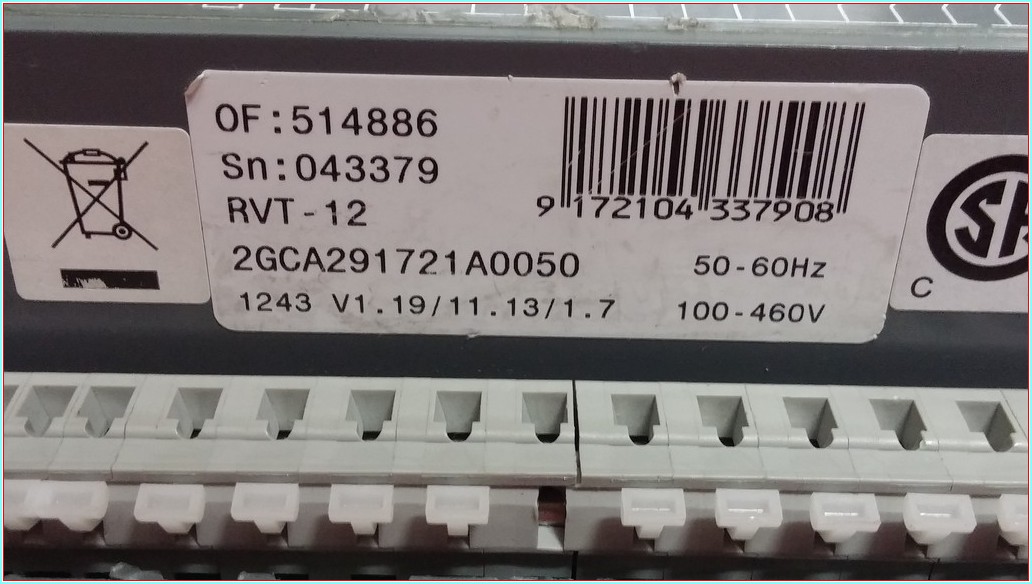 OF:514886
Sn:043379
RVT-12
9 172104 337908
2GCA291721A0050
50-60Hz
1243 V1.19/11.13/1.7
100-460V
C